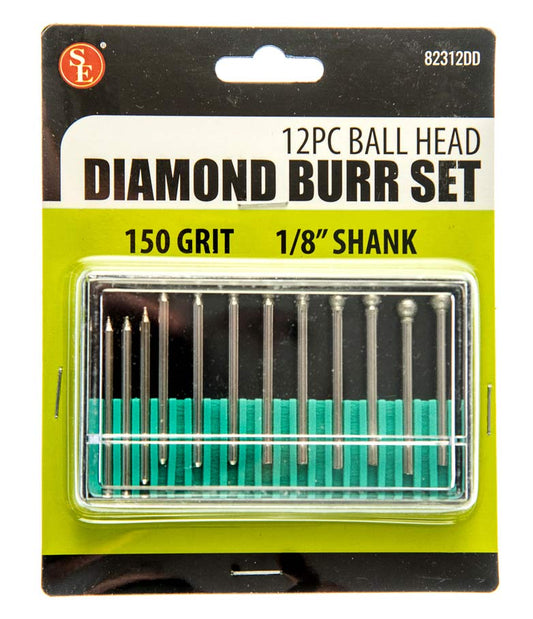 SE®
82312DD
12PC BALL HEAD
DIAMOND BURR SET
150 GRIT 1/8" SHANK